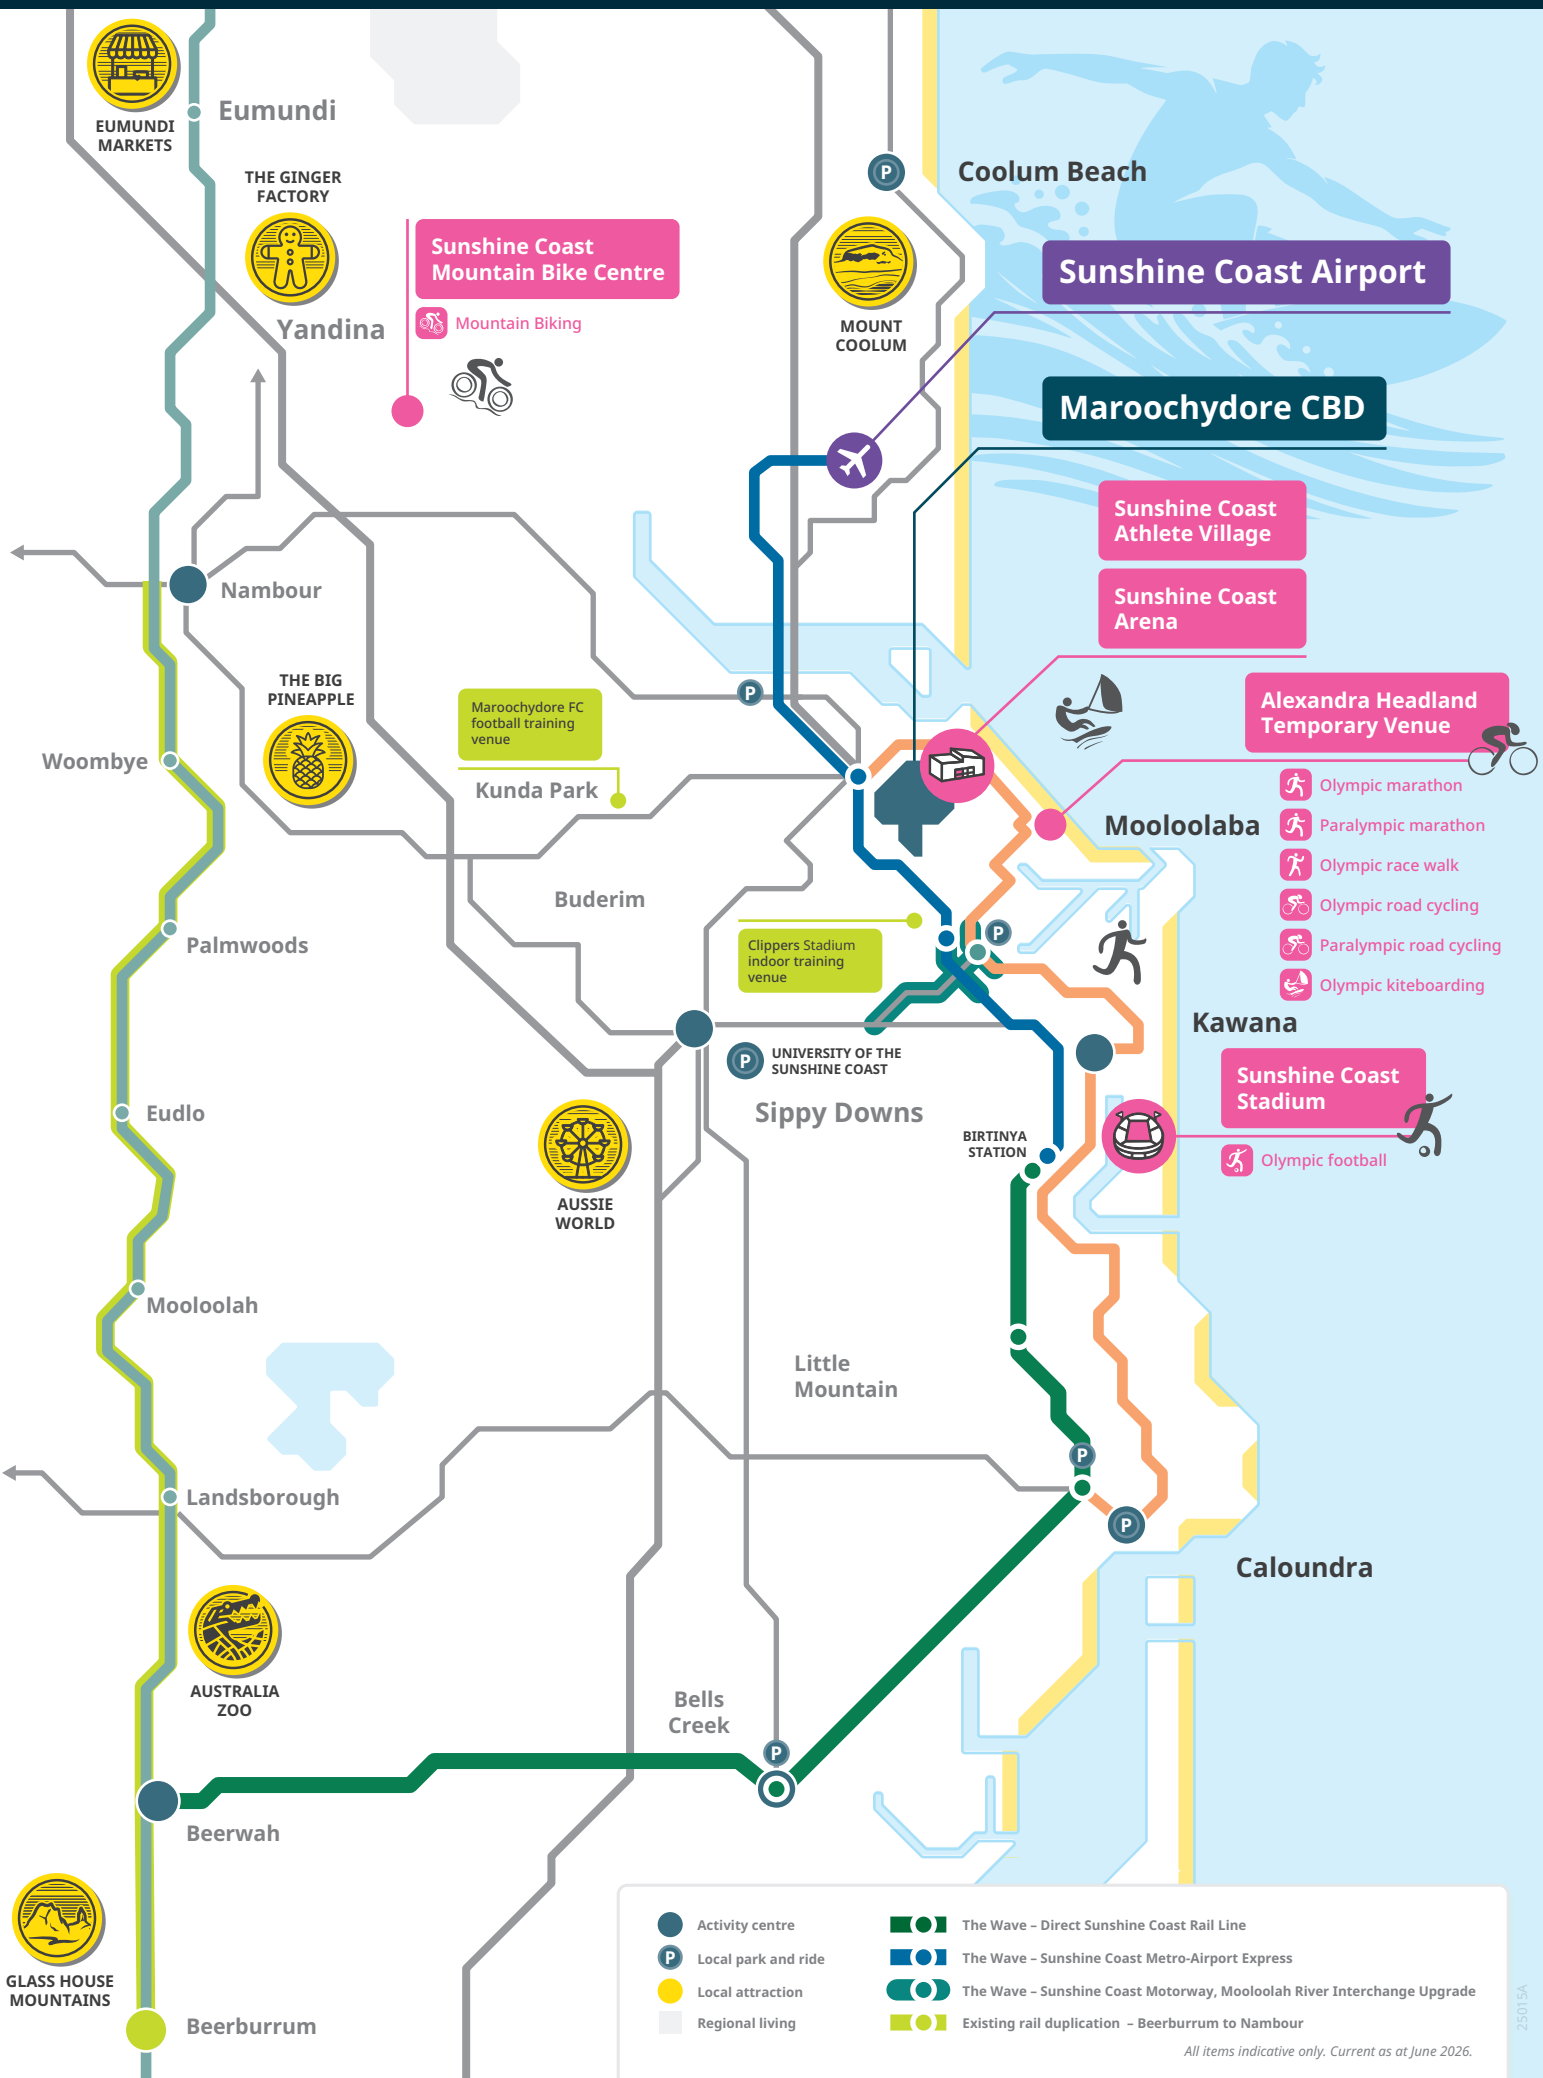 EUMUNDI
MARKETS
Eumundi
THE GINGER
FACTORY
Yandina
Sunshine Coast
Mountain Bike Centre
Mountain Biking
P
Coolum Beach
MOUNT
COOLUM
Sunshine Coast Airport
Maroochydore CBD
Sunshine Coast
Athlete Village
Sunshine Coast
Arena
Nambour
THE BIG
PINEAPPLE
Maroochydore FC
football training
venue
P
Alexandra Headland
Temporary Venue
Olympic marathon
Paralympic marathon
Olympic race walk
Olympic road cycling
Paralympic road cycling
Olympic kiteboarding
Woombye
Kunda Park
Mooloolaba
Buderim
Palmwoods
Clippers Stadium
indoor training
venue
P
Kawana
P
UNIVERSITY OF THE
SUNSHINE COAST
Sippy Downs
Sunshine Coast
Stadium
Olympic football
Eudlo
BIRTINYA
STATION
AUSSIE
WORLD
Mooloolah
Little
Mountain
P
Landsborough
P
Caloundra
AUSTRALIA
ZOO
Bells
Creek
P
Beerwah
GLASS HOUSE
MOUNTAINS
Beerburrum
Activity centre
P
Local park and ride
Local attraction
Regional living
The Wave – Direct Sunshine Coast Rail Line
The Wave – Sunshine Coast Metro-Airport Express
The Wave – Sunshine Coast Motorway, Mooloolah River Interchange Upgrade
Existing rail duplication – Beerburrum to Nambour
All items indicative only. Current as at June 2026.
25015A